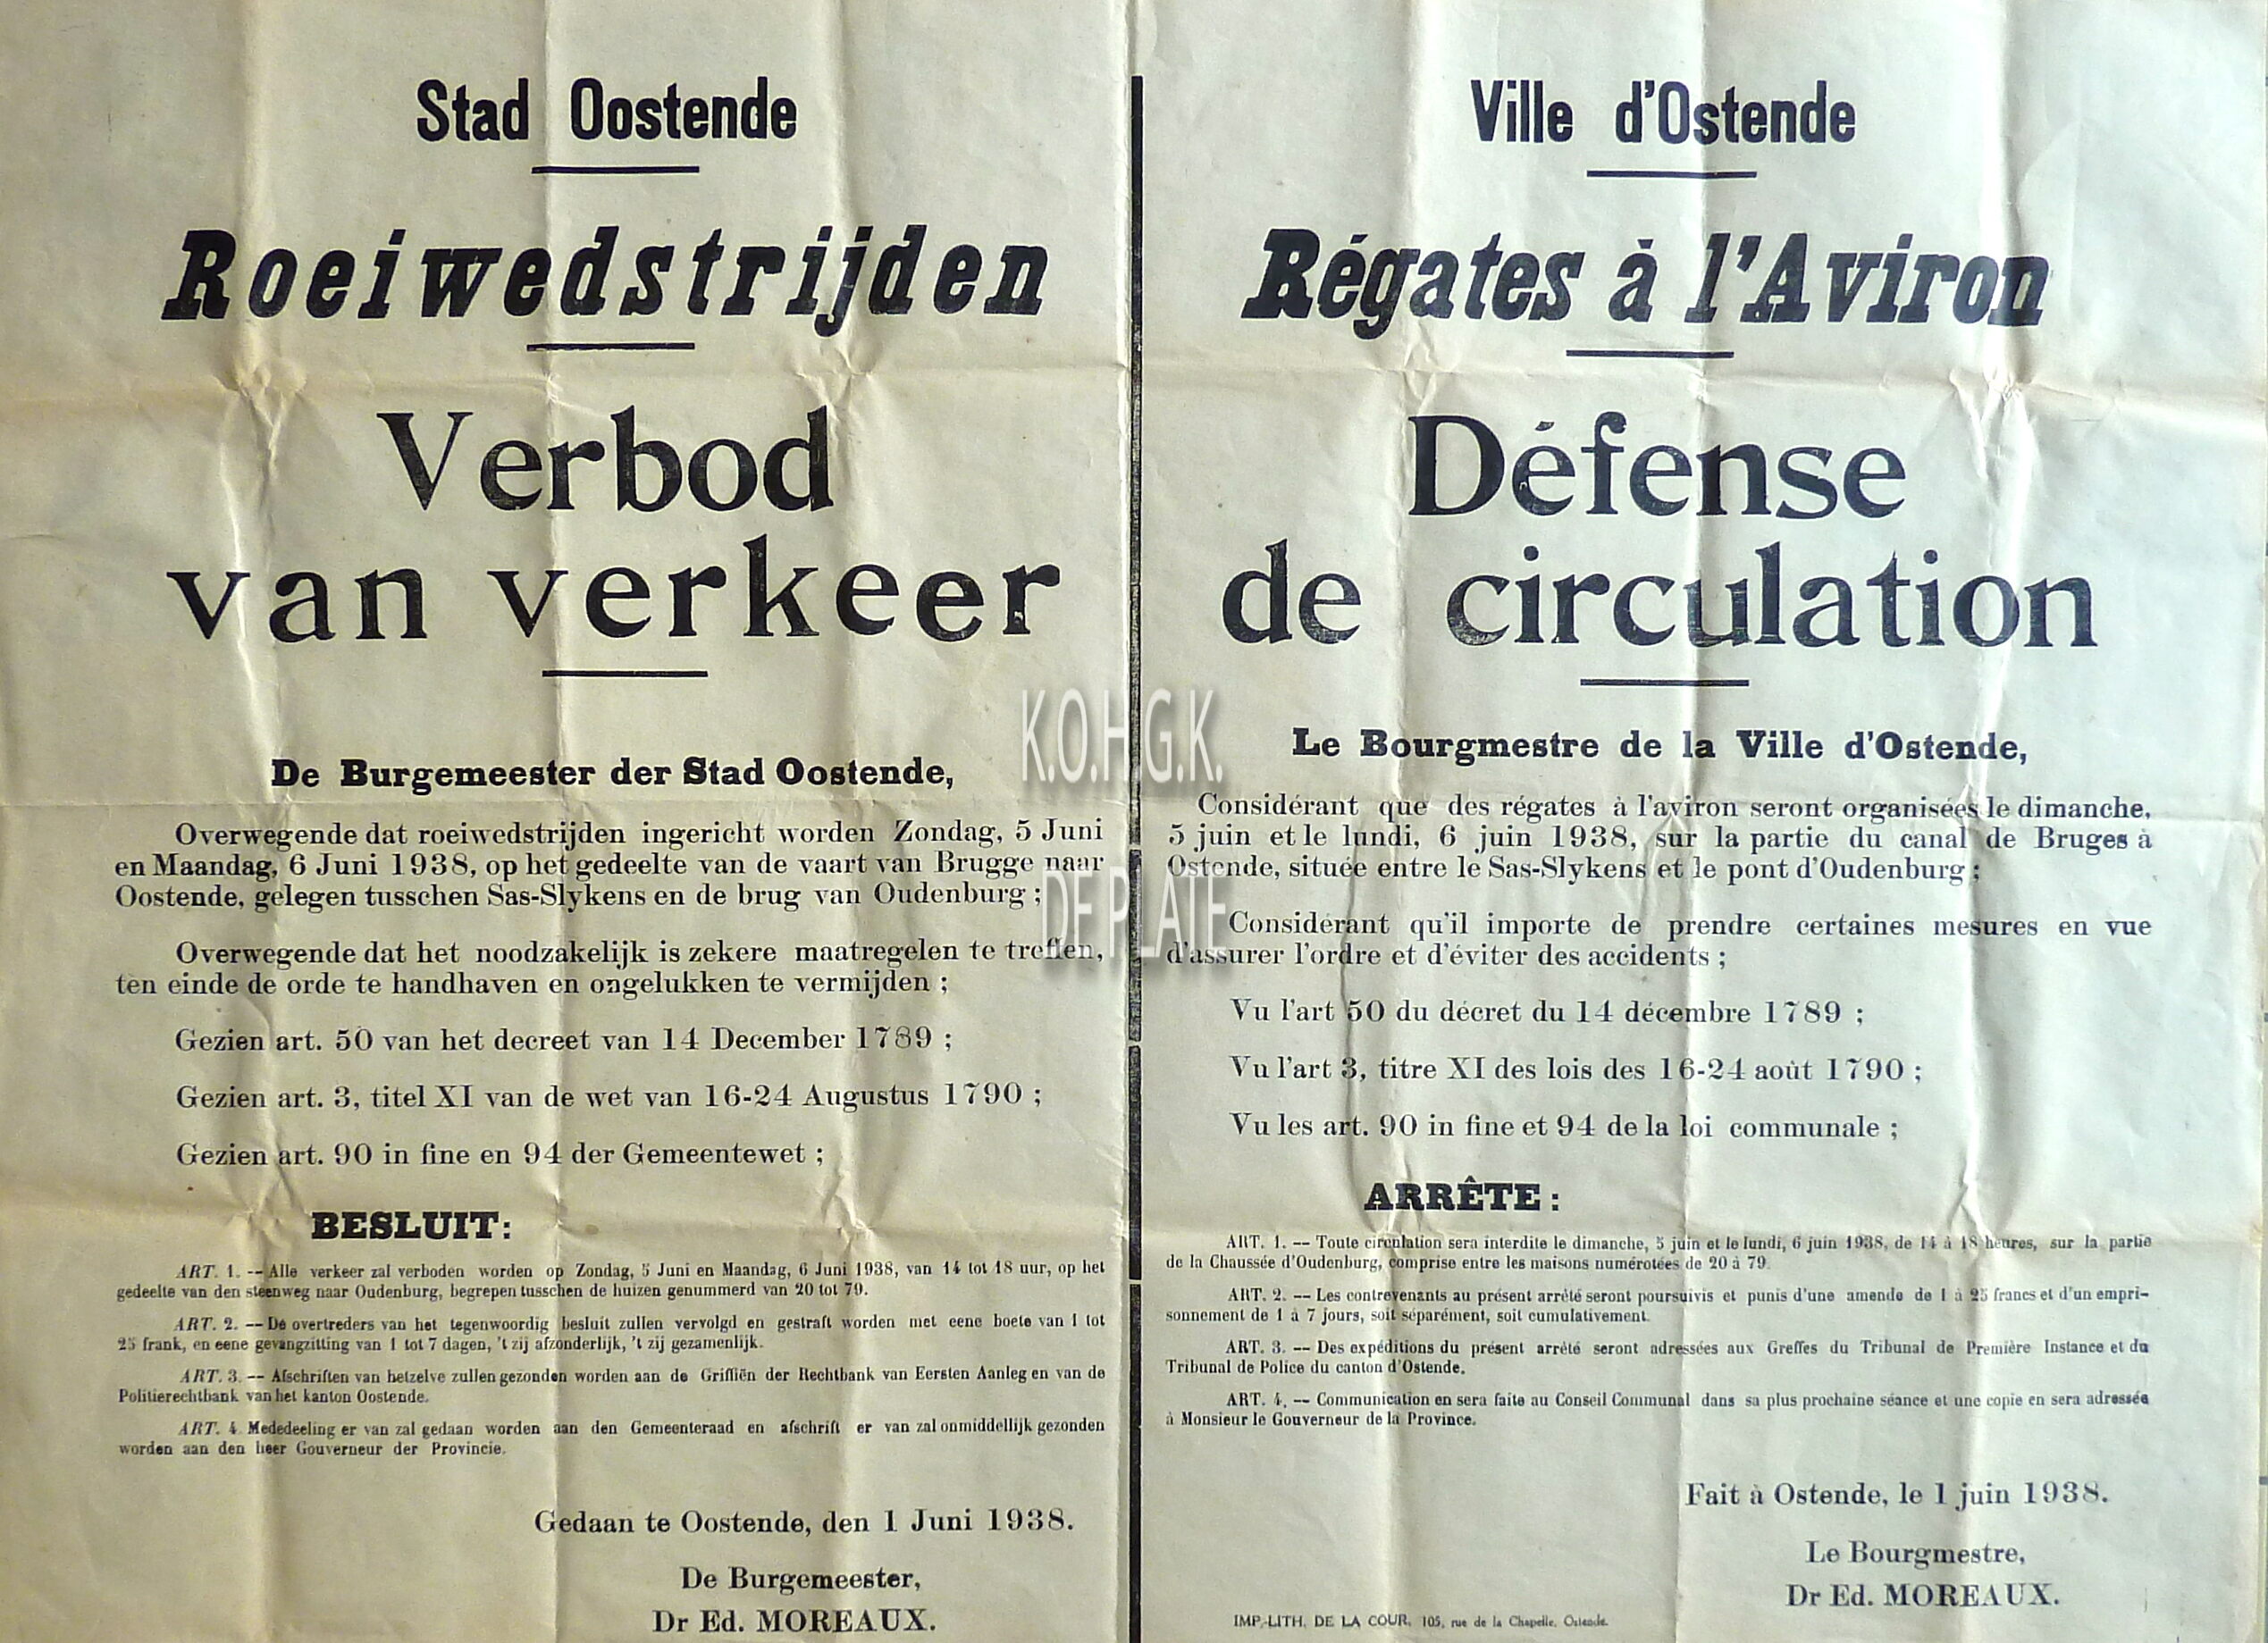 Stad Oostende
Roeiwedstrijden
Verbod
van verkeer
De Burgemeester der Stad Oostende,
Overwegende dat roeiwedstrijden ingericht worden Zondag, 5 Juni
en Maandag, 6 Juni 1938, op het gedeelte van de vaart van Brugge naar
Oostende, gelegen tusschen Sas-Slykens en de brug van Oudenburg ;
Overwegende dat het noodzakelijk is zekere maatregelen te treffen,
ten einde de orde te handhaven en ongelukken te vermijden ;
Gezien art. 50 van het decreet van 14 December 1789 ;
Gezien art. 3, titel XI van de wet van 16-24 Augustus 1790 ;
Gezien art. 90 in fine en 94 der Gemeentewet ;
BESLUIT:
ART. 1. -- Alle verkeer zal verboden worden op Zondag, 5 Juni en Maandag, 6 Juni 1938, van 14 tot 18 uur, op het
gedeelte van den steenweg naar Oudenburg, begrepen tusschen de huizen genummerd van 20 tot 79.
ART. 2. -- De overtreders van het tegenwoordig besluit zullen vervolgd en gestraft worden met eene boete van 1 tot
25 frank, en eene gevangzitting van 1 tot 7 dagen, 't zij afzonderlijk, 't zij gezamenlijk.
ART. 3. -- Afschriften van hetzelve zullen gezonden worden aan de Griffiën der Rechtbank van Eersten Aanleg en van de
Politierechtbank van het kanton Oostende.
ART. 4. Mededeeling er van zal gedaan worden aan den Gemeenteraad en afschrift er van zal onmiddellijk gezonden
worden aan den heer Gouverneur der Provincie.
Gedaan te Oostende, den 1 Juni 1938.
De Burgemeester,
Dr Ed. MOREAUX.
Ville d'Ostende
Régates à l'Aviron
Défense
de circulation
Le Bourgmestre de la Ville d'Ostende,
Considérant que des régates à l'aviron seront organisées le dimanche,
5 juin et le lundi, 6 juin 1938, sur la partie du canal de Bruges à
Ostende, située entre le Sas-Slykens et le pont d'Oudenburg ;
Considérant qu'il importe de prendre certaines mesures en vue
d'assurer l'ordre et d'éviter des accidents ;
Vu l'art 50 du décret du 14 décembre 1789 ;
Vu l'art 3, titre XI des lois des 16-24 août 1790 ;
Vu les art. 90 in fine et 94 de la loi communale ;
ARRÊTE :
ART. 1. -- Toute circulation sera interdite le dimanche, 5 juin et le lundi, 6 juin 1938, de 14 à 18 heures, sur la partie
de la Chaussée d'Oudenburg, comprise entre les maisons numérotées de 20 à 79.
ART. 2. -- Les contrevenants au présent arrêté seront poursuivis et punis d'une amende de 1 à 25 francs et d'un empri-
sonnement de 1 à 7 jours, soit séparément, soit cumulativement.
ART. 3. -- Des expéditions du présent arrêté seront adressées aux Greffes du Tribunal de Première Instance et du
Tribunal de Police du canton d'Ostende.
ART. 4. -- Communication en sera faite au Conseil Communal dans sa plus prochaine séance et une copie en sera adressée
à Monsieur le Gouverneur de la Province.
Fait à Ostende, le 1 juin 1938.
Le Bourgmestre,
Dr Ed. MOREAUX.
IMP.-LITH. DE LA COUR, 105, rue de la Chapelle, Ostende.
K.O.H.G.K.
DE PLATE